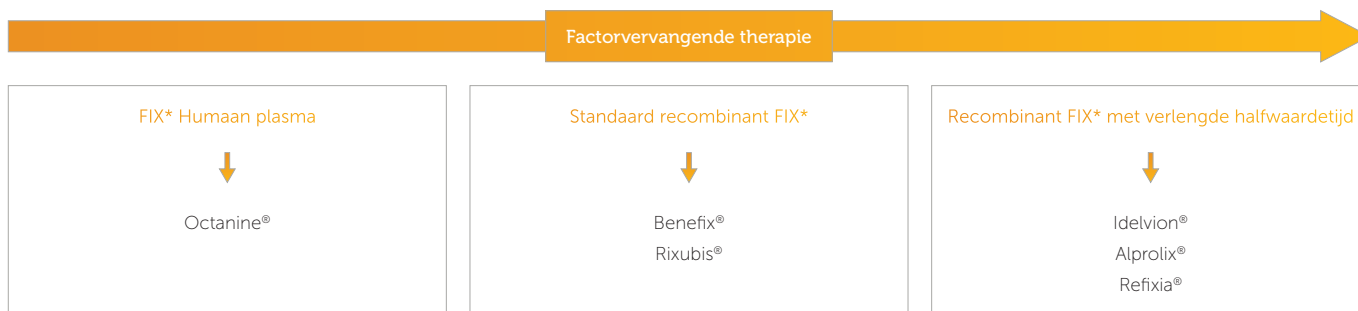 Factorvervangende therapie
FIX* Humaan plasma
Octanine®
Standaard recombinant FIX*
Benefix®
Rixubis®
Recombinant FIX* met verlengde halfwaardetijd
Idelvion®
Alprolix®
Refixia®